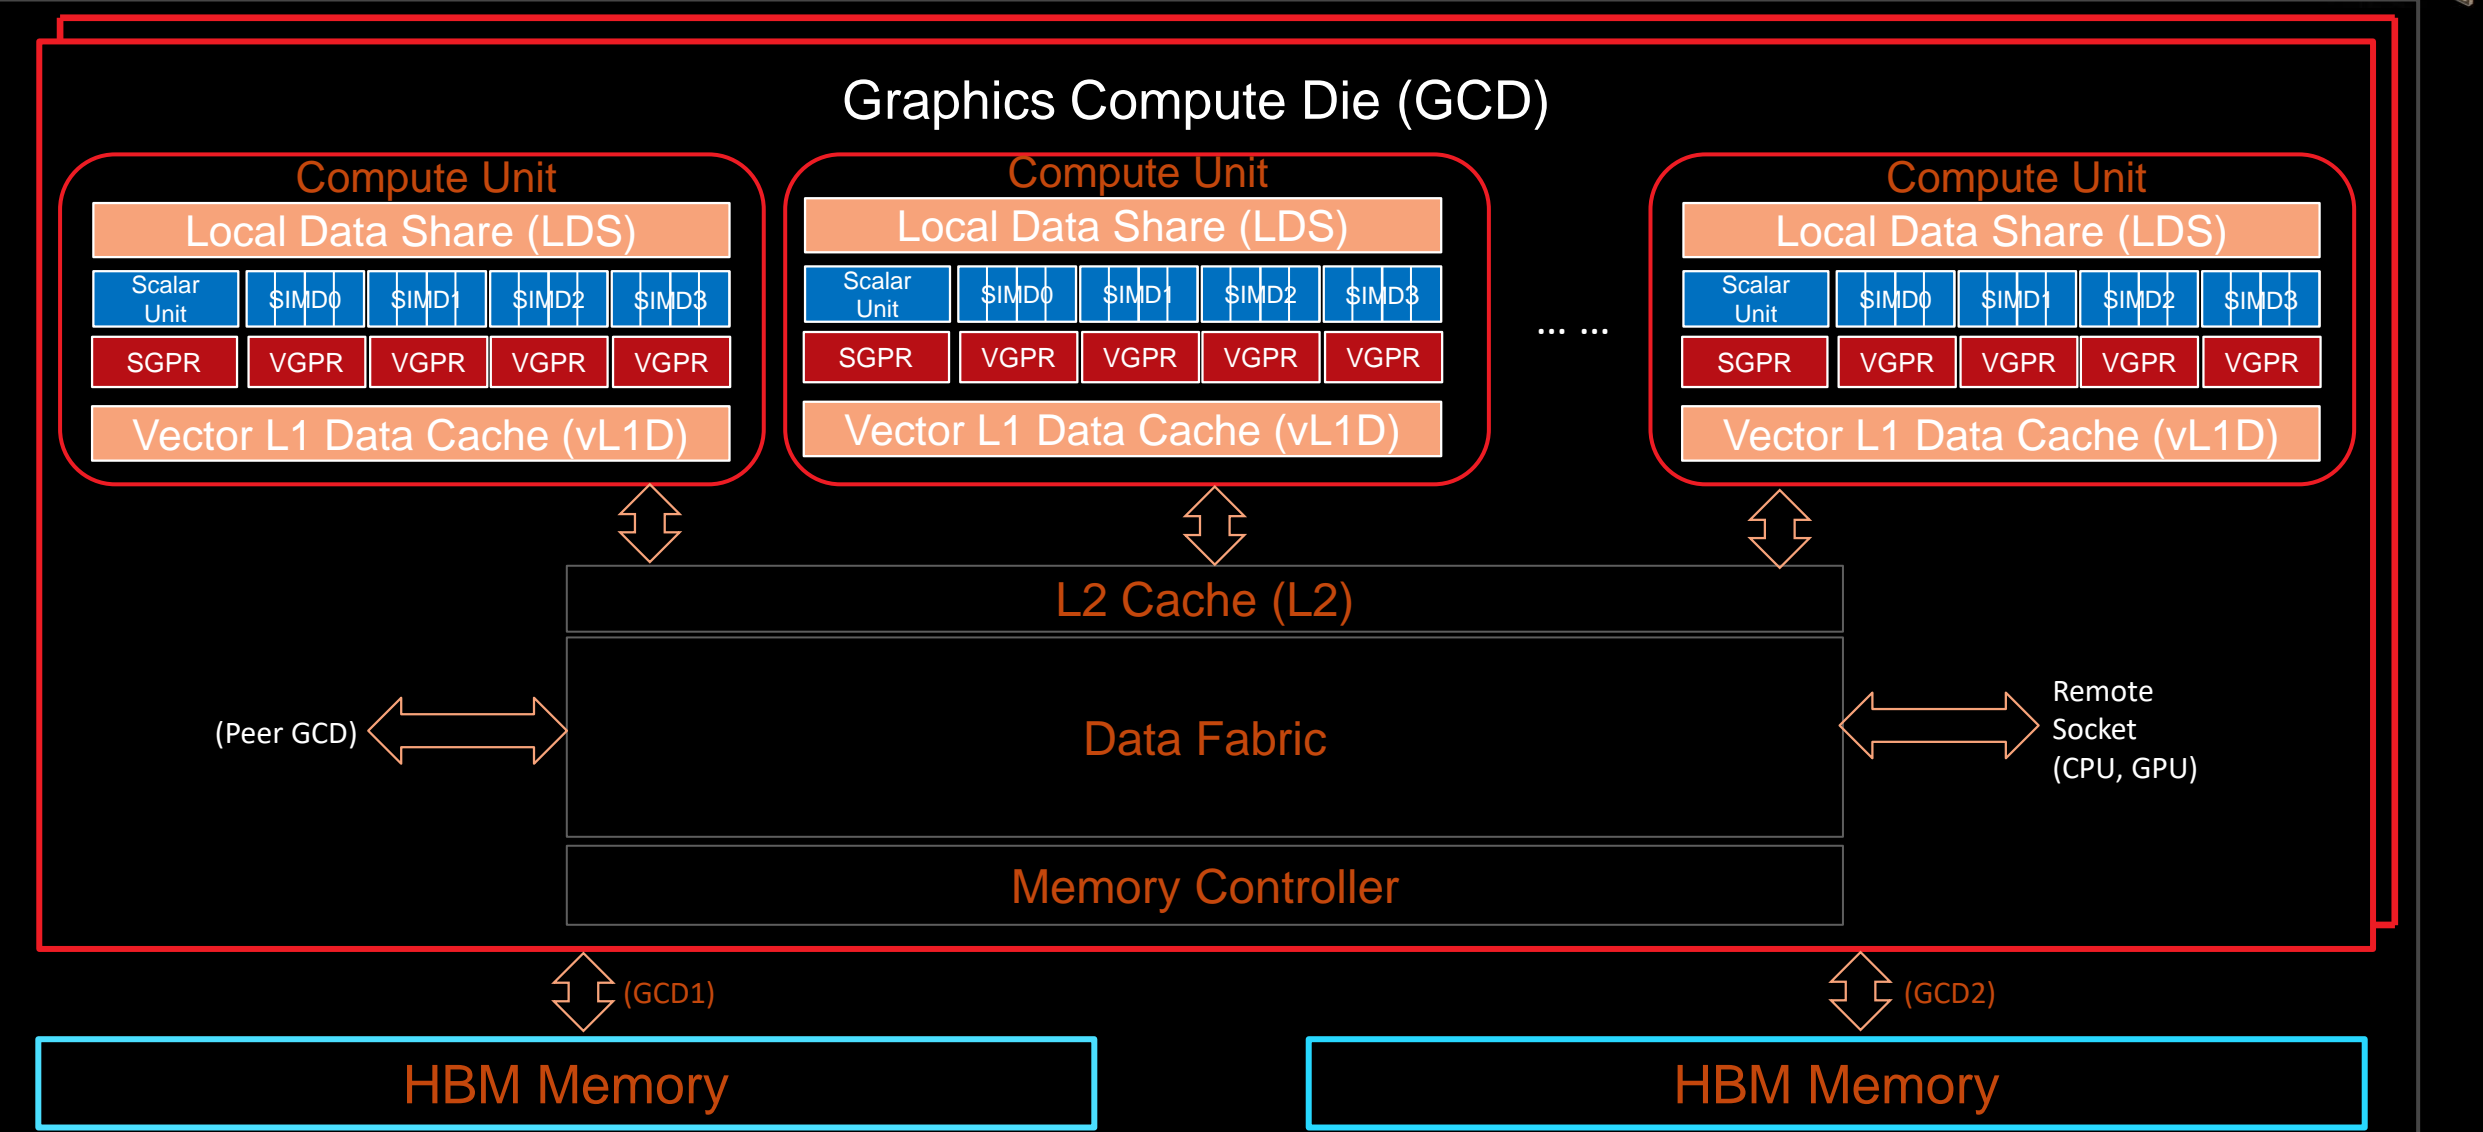 Graphics Compute Die (GCD)
Compute Unit
Local Data Share (LDS)
Scalar
Unit
SIMD0
SIMD1
SIMD2
SIMD3
SGPR
VGPR
VGPR
VGPR
VGPR
Vector L1 Data Cache (vL1D)
Compute Unit
Local Data Share (LDS)
Scalar
Unit
SIMD0
SIMD1
SIMD2
SIMD3
SGPR
VGPR
VGPR
VGPR
VGPR
Vector L1 Data Cache (vL1D)
... ...
Compute Unit
Local Data Share (LDS)
Scalar
Unit
SIMD0
SIMD1
SIMD2
SIMD3
SGPR
VGPR
VGPR
VGPR
VGPR
Vector L1 Data Cache (vL1D)
L2 Cache (L2)
(Peer GCD)
Data Fabric
Remote
Socket
(CPU, GPU)
Memory Controller
(GCD1)
(GCD2)
HBM Memory
HBM Memory